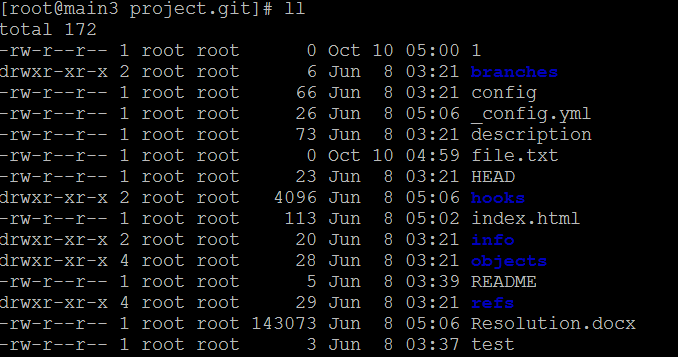 [root@main3 project.git]# ll
total 172
-rw-r--r-- 1 root root      0 Oct 10 05:00 1
drwxr-xr-x 2 root root      6 Jun  8 03:21 branches
-rw-r--r-- 1 root root     66 Jun  8 03:21 config
-rw-r--r-- 1 root root     26 Jun  8 05:06 _config.yml
-rw-r--r-- 1 root root     73 Jun  8 03:21 description
-rw-r--r-- 1 root root      0 Oct 10 04:59 file.txt
-rw-r--r-- 1 root root     23 Jun  8 03:21 HEAD
drwxr-xr-x 2 root root   4096 Jun  8 05:06 hooks
-rw-r--r-- 1 root root    113 Jun  8 05:02 index.html
drwxr-xr-x 2 root root     20 Jun  8 03:21 info
drwxr-xr-x 4 root root     28 Jun  8 03:21 objects
-rw-r--r-- 1 root root      5 Jun  8 03:39 README
drwxr-xr-x 4 root root     29 Jun  8 03:21 refs
-rw-r--r-- 1 root root 143073 Jun  8 05:06 Resolution.docx
-rw-r--r-- 1 root root      3 Jun  8 03:37 test